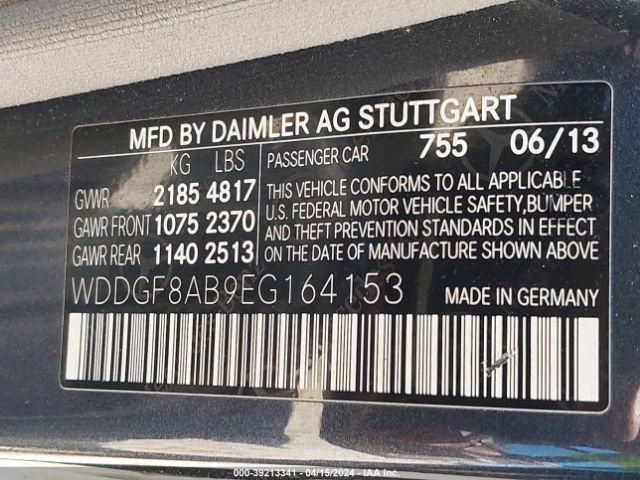 MFD BY DAIMLER AG STUTTGART
KG LBS
GVWR 2185 4817
GAWR FRONT 1075 2370
GAWR REAR 1140 2513
PASSENGER CAR 755 06/13
THIS VEHICLE CONFORMS TO ALL APPLICABLE
U.S. FEDERAL MOTOR VEHICLE SAFETY, BUMPER
AND THEFT PREVENTION STANDARDS IN EFFECT
ON THE DATE OF MANUFACTURE SHOWN ABOVE
WDDGF8AB9EG164153 MADE IN GERMANY
000-39213341 - 04/15/2024 - IAA Inc.